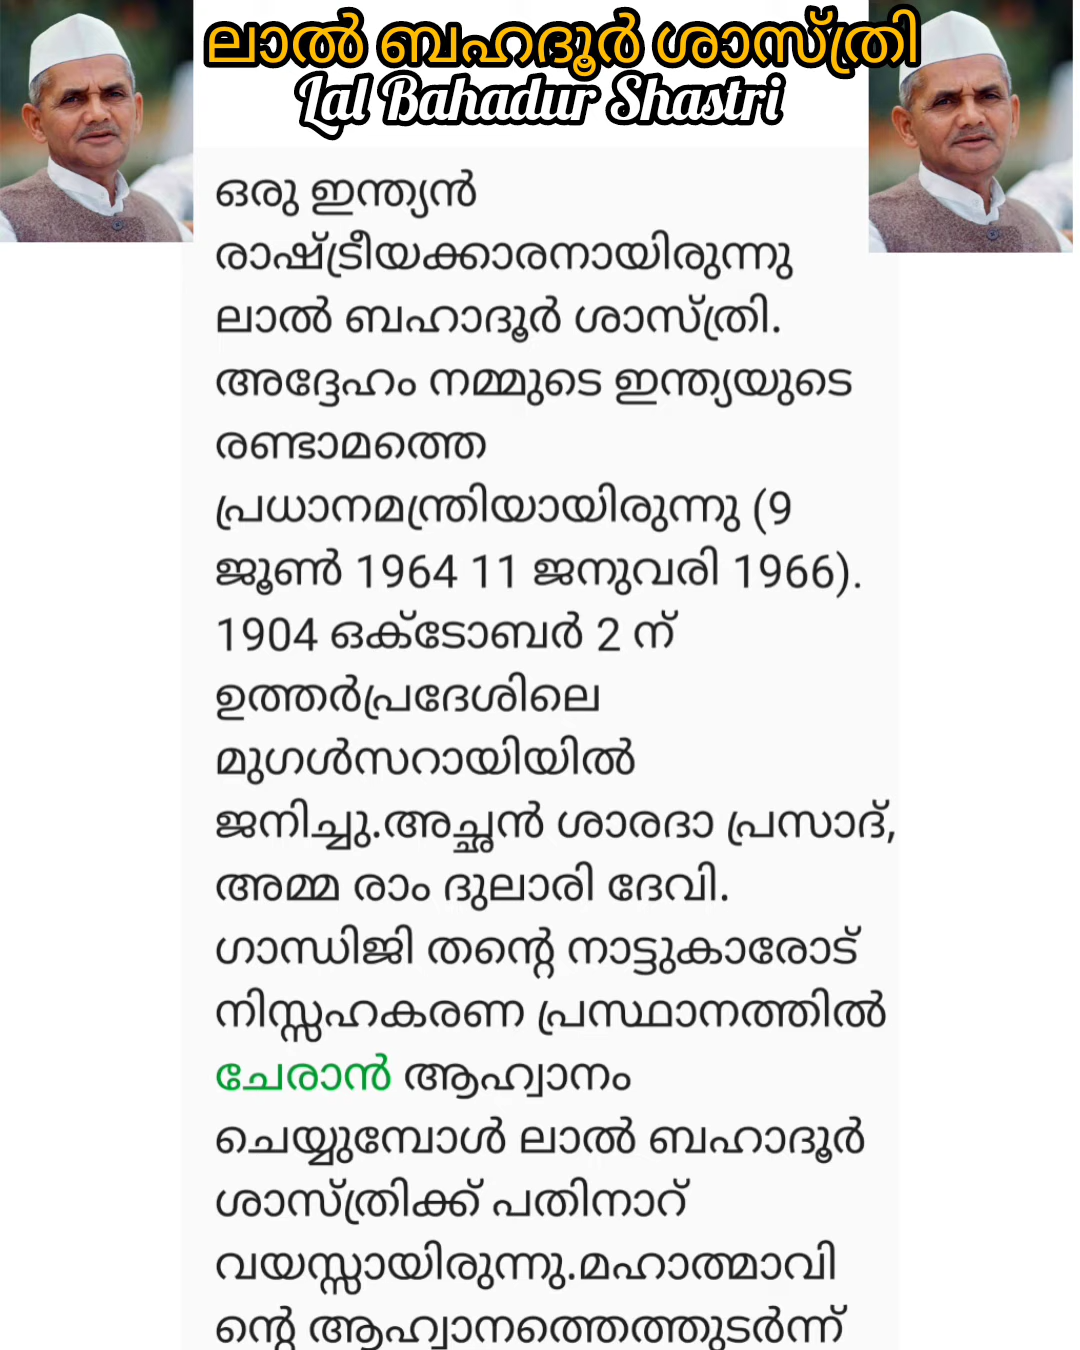 ലാൽ ബഹദൂർ ശാസ്ത്രി
Lal Bahadur Shastri
ഒരു ഇന്ത്യൻ
രാഷ്ട്രീയക്കാരനായിരുന്നു
ലാൽ ബഹാദൂർ ശാസ്ത്രി.
അദ്ദേഹം നമ്മുടെ ഇന്ത്യയുടെ
രണ്ടാമത്തെ
പ്രധാനമന്ത്രിയായിരുന്നു (9
ജൂൺ 1964 11 ജനുവരി 1966).
1904 ഒക്ടോബർ 2 ന്
ഉത്തർപ്രദേശിലെ
മുഗൾസറായിയിൽ
ജനിച്ചു.അച്ഛൻ ശാരദാ പ്രസാദ്,
അമ്മ രാം ദുലാരി ദേവി.
ഗാന്ധിജി തന്റെ നാട്ടുകാരോട്
നിസ്സഹകരണ പ്രസ്ഥാനത്തിൽ
ചേരാൻ ആഹ്വാനം
ചെയ്യുമ്പോൾ ലാൽ ബഹാദൂർ
ശാസ്ത്രിക്ക് പതിനാറ്
വയസ്സായിരുന്നു.മഹാത്മാവി
ന്റെ ആഹ്വാനത്തെത്തുടർന്ന്